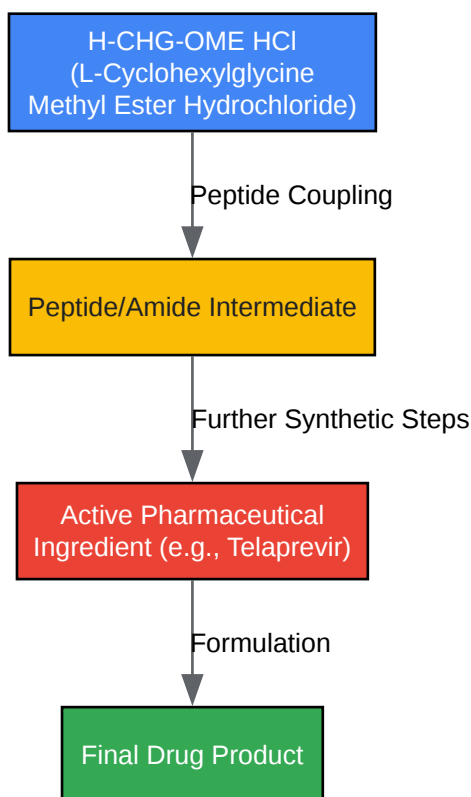 H-CHG-OME HCl
(L-Cyclohexylglycine
Methyl Ester Hydrochloride)
Peptide Coupling
Peptide/Amide Intermediate
Further Synthetic Steps
Active Pharmaceutical
Ingredient (e.g., Telaprevir)
Formulation
Final Drug Product